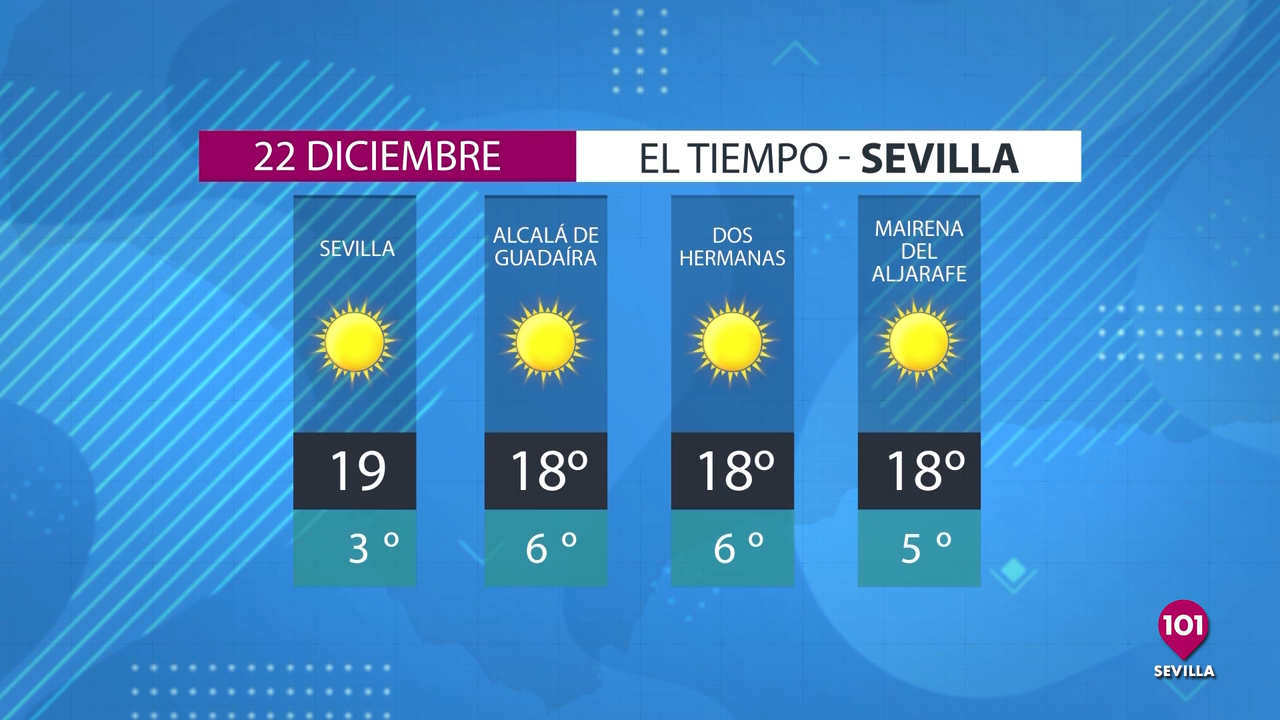 22 DICIEMBRE
EL TIEMPO - SEVILLA
SEVILLA
19
3 º
ALCALÁ DE
GUADAÍRA
18º
6 º
DOS
HERMANAS
18º
6 º
MAIRENA
DEL
ALJARAFE
18º
5 º
101
SEVILLA